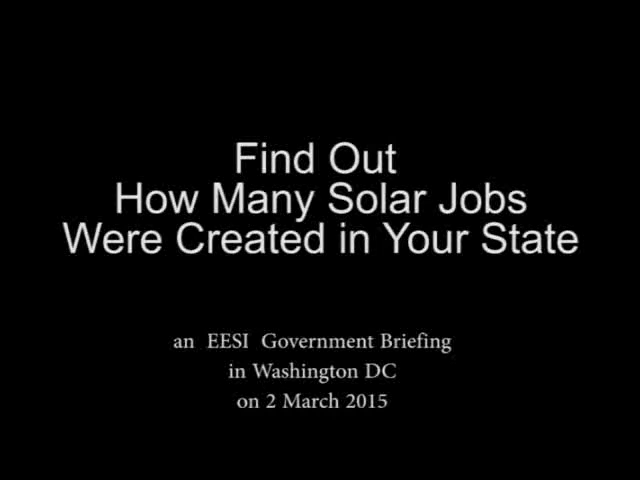 Find Out
How Many Solar Jobs
Were Created in Your State
an EESI Government Briefing
in Washington DC
on 2 March 2015